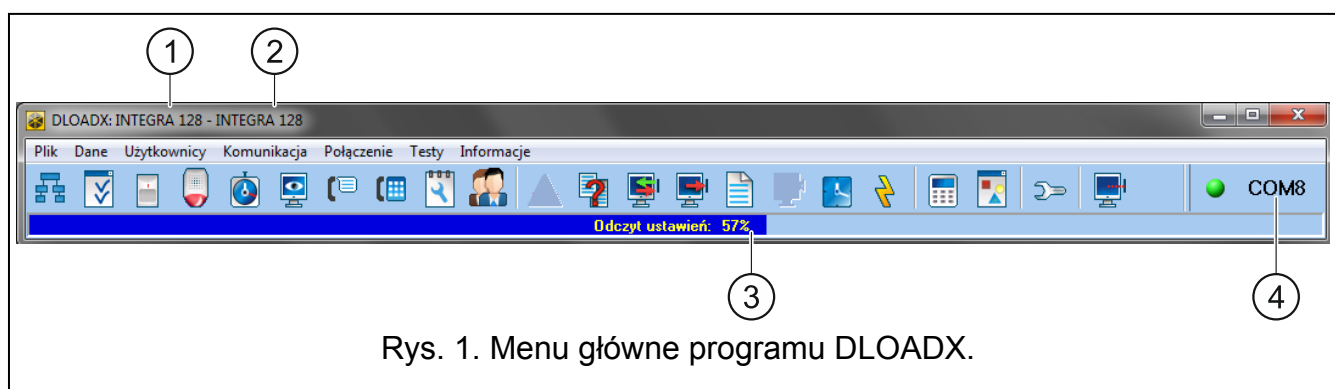 1 2
DLOADX: INTEGRA 128 - INTEGRA 128
Plik Dane Użytkownicy Komunikacja Połączenie Testy Informacje
COM8
Odczyt ustawień: 57%
3 4
Rys. 1. Menu główne programu DLOADX.